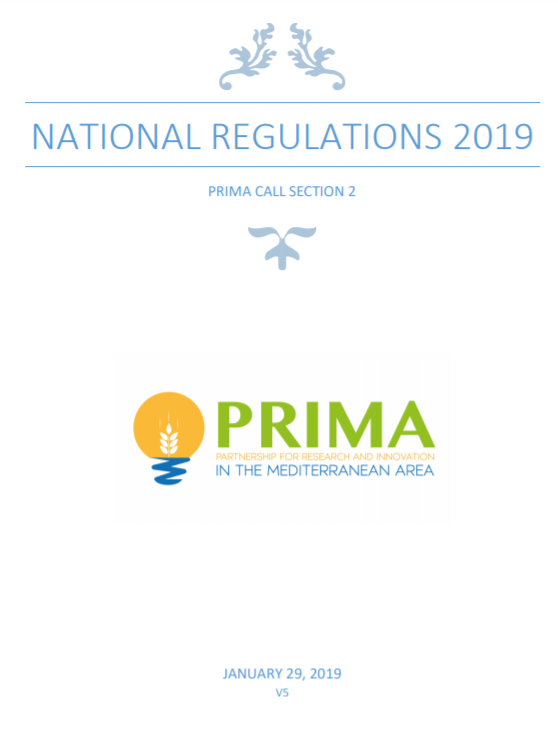 NATIONAL REGULATIONS 2019
PRIMA CALL SECTION 2
PRIMA
PARTNERSHIP FOR RESEARCH AND INNOVATION
IN THE MEDITERRANEAN AREA
JANUARY 29, 2019
V5